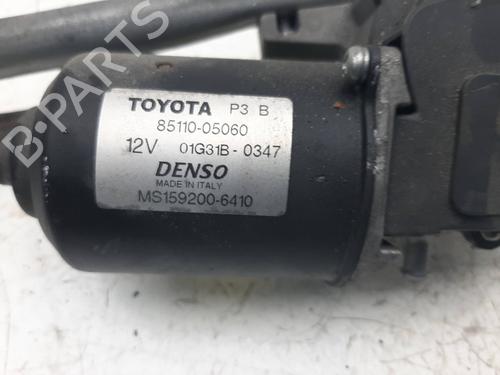 TOYOTA P3 B
85110-05060
12V 01G31B-0347
DENSO
MADE IN ITALY
MS159200-6410
B-PARTS